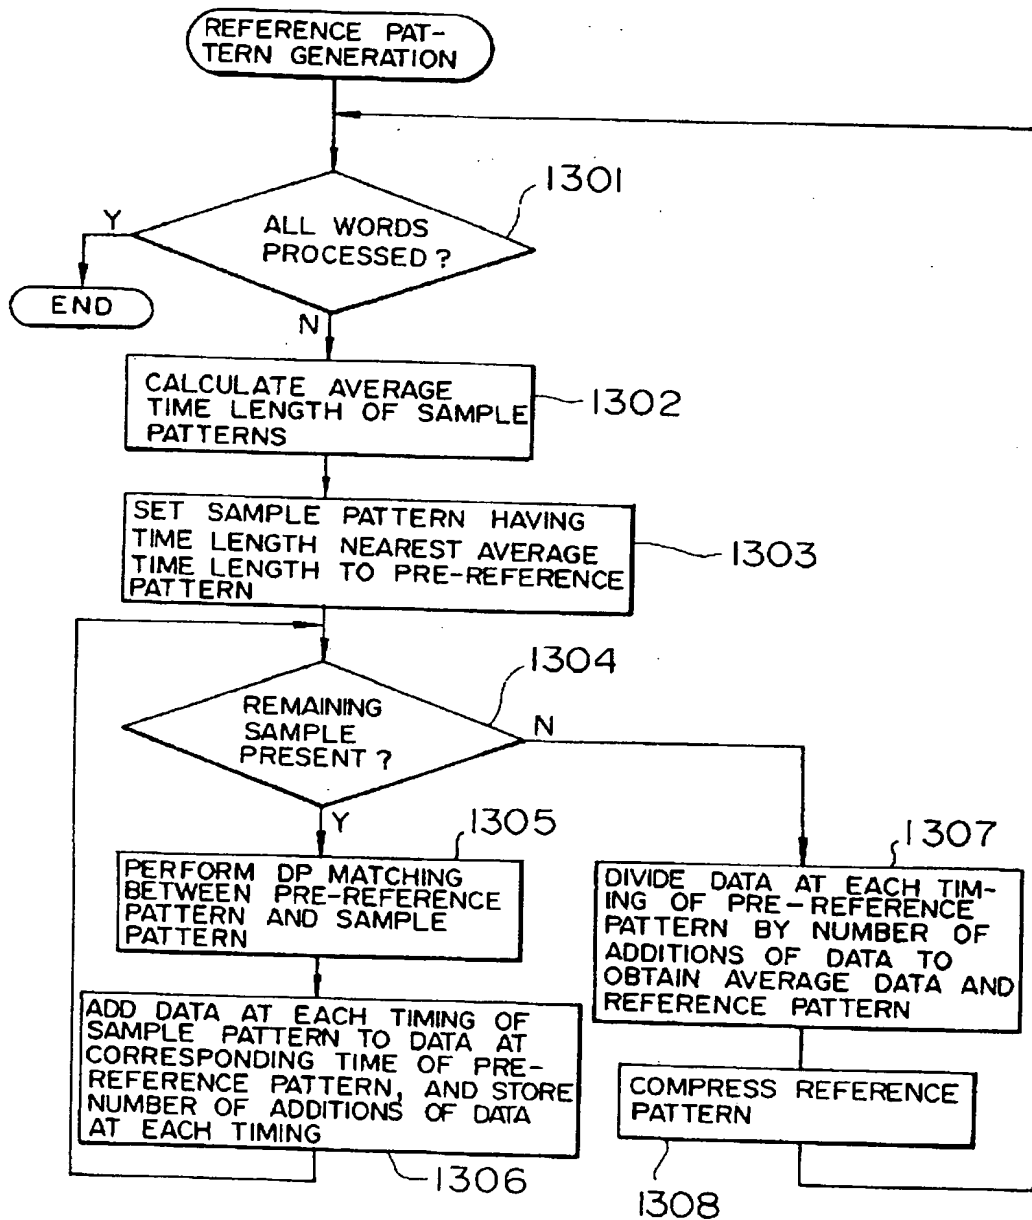 REFERENCE PAT-
TERN GENERATION
1301
Y
ALL WORDS
PROCESSED?
END
N
CALCULATE AVERAGE
TIME LENGTH OF SAMPLE
PATTERNS
1302
SET SAMPLE PATTERN HAVING
TIME LENGTH NEAREST AVERAGE
TIME LENGTH TO PRE-REFERENCE
PATTERN
1303
1304
REMAINING
SAMPLE
PRESENT?
N
Y
1305
PERFORM DP MATCHING
BETWEEN PRE-REFERENCE
PATTERN AND SAMPLE
PATTERN
1307
DIVIDE DATA AT EACH TIM-
ING OF PRE-REFERENCE
PATTERN BY NUMBER OF
ADDITIONS OF DATA TO
OBTAIN AVERAGE DATA AND
REFERENCE PATTERN
ADD DATA AT EACH TIMING OF
SAMPLE PATTERN TO DATA AT
CORRESPONDING TIME OF PRE-
REFERENCE PATTERN, AND STORE
NUMBER OF ADDITIONS OF DATA
AT EACH TIMING
1306
COMPRESS REFERENCE
PATTERN
1308